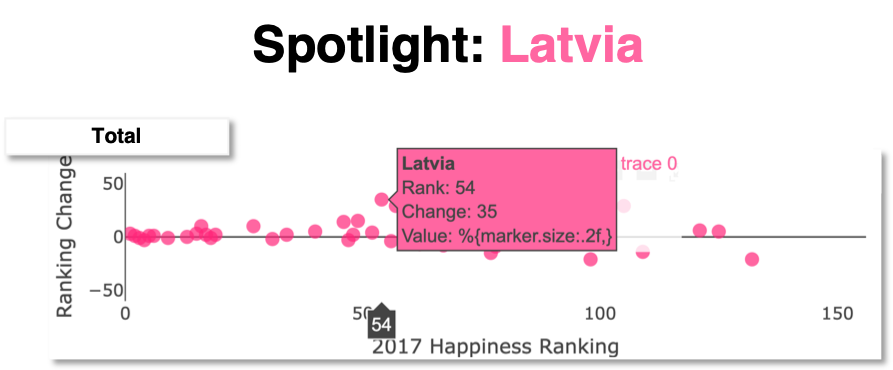 Spotlight: Latvia
Total
Latvia
Rank: 54
Change: 35
Value: %{marker.size:.2f,}
trace 0
Ranking Change
50
0
−50
0
50
100
150
54
2017 Happiness Ranking